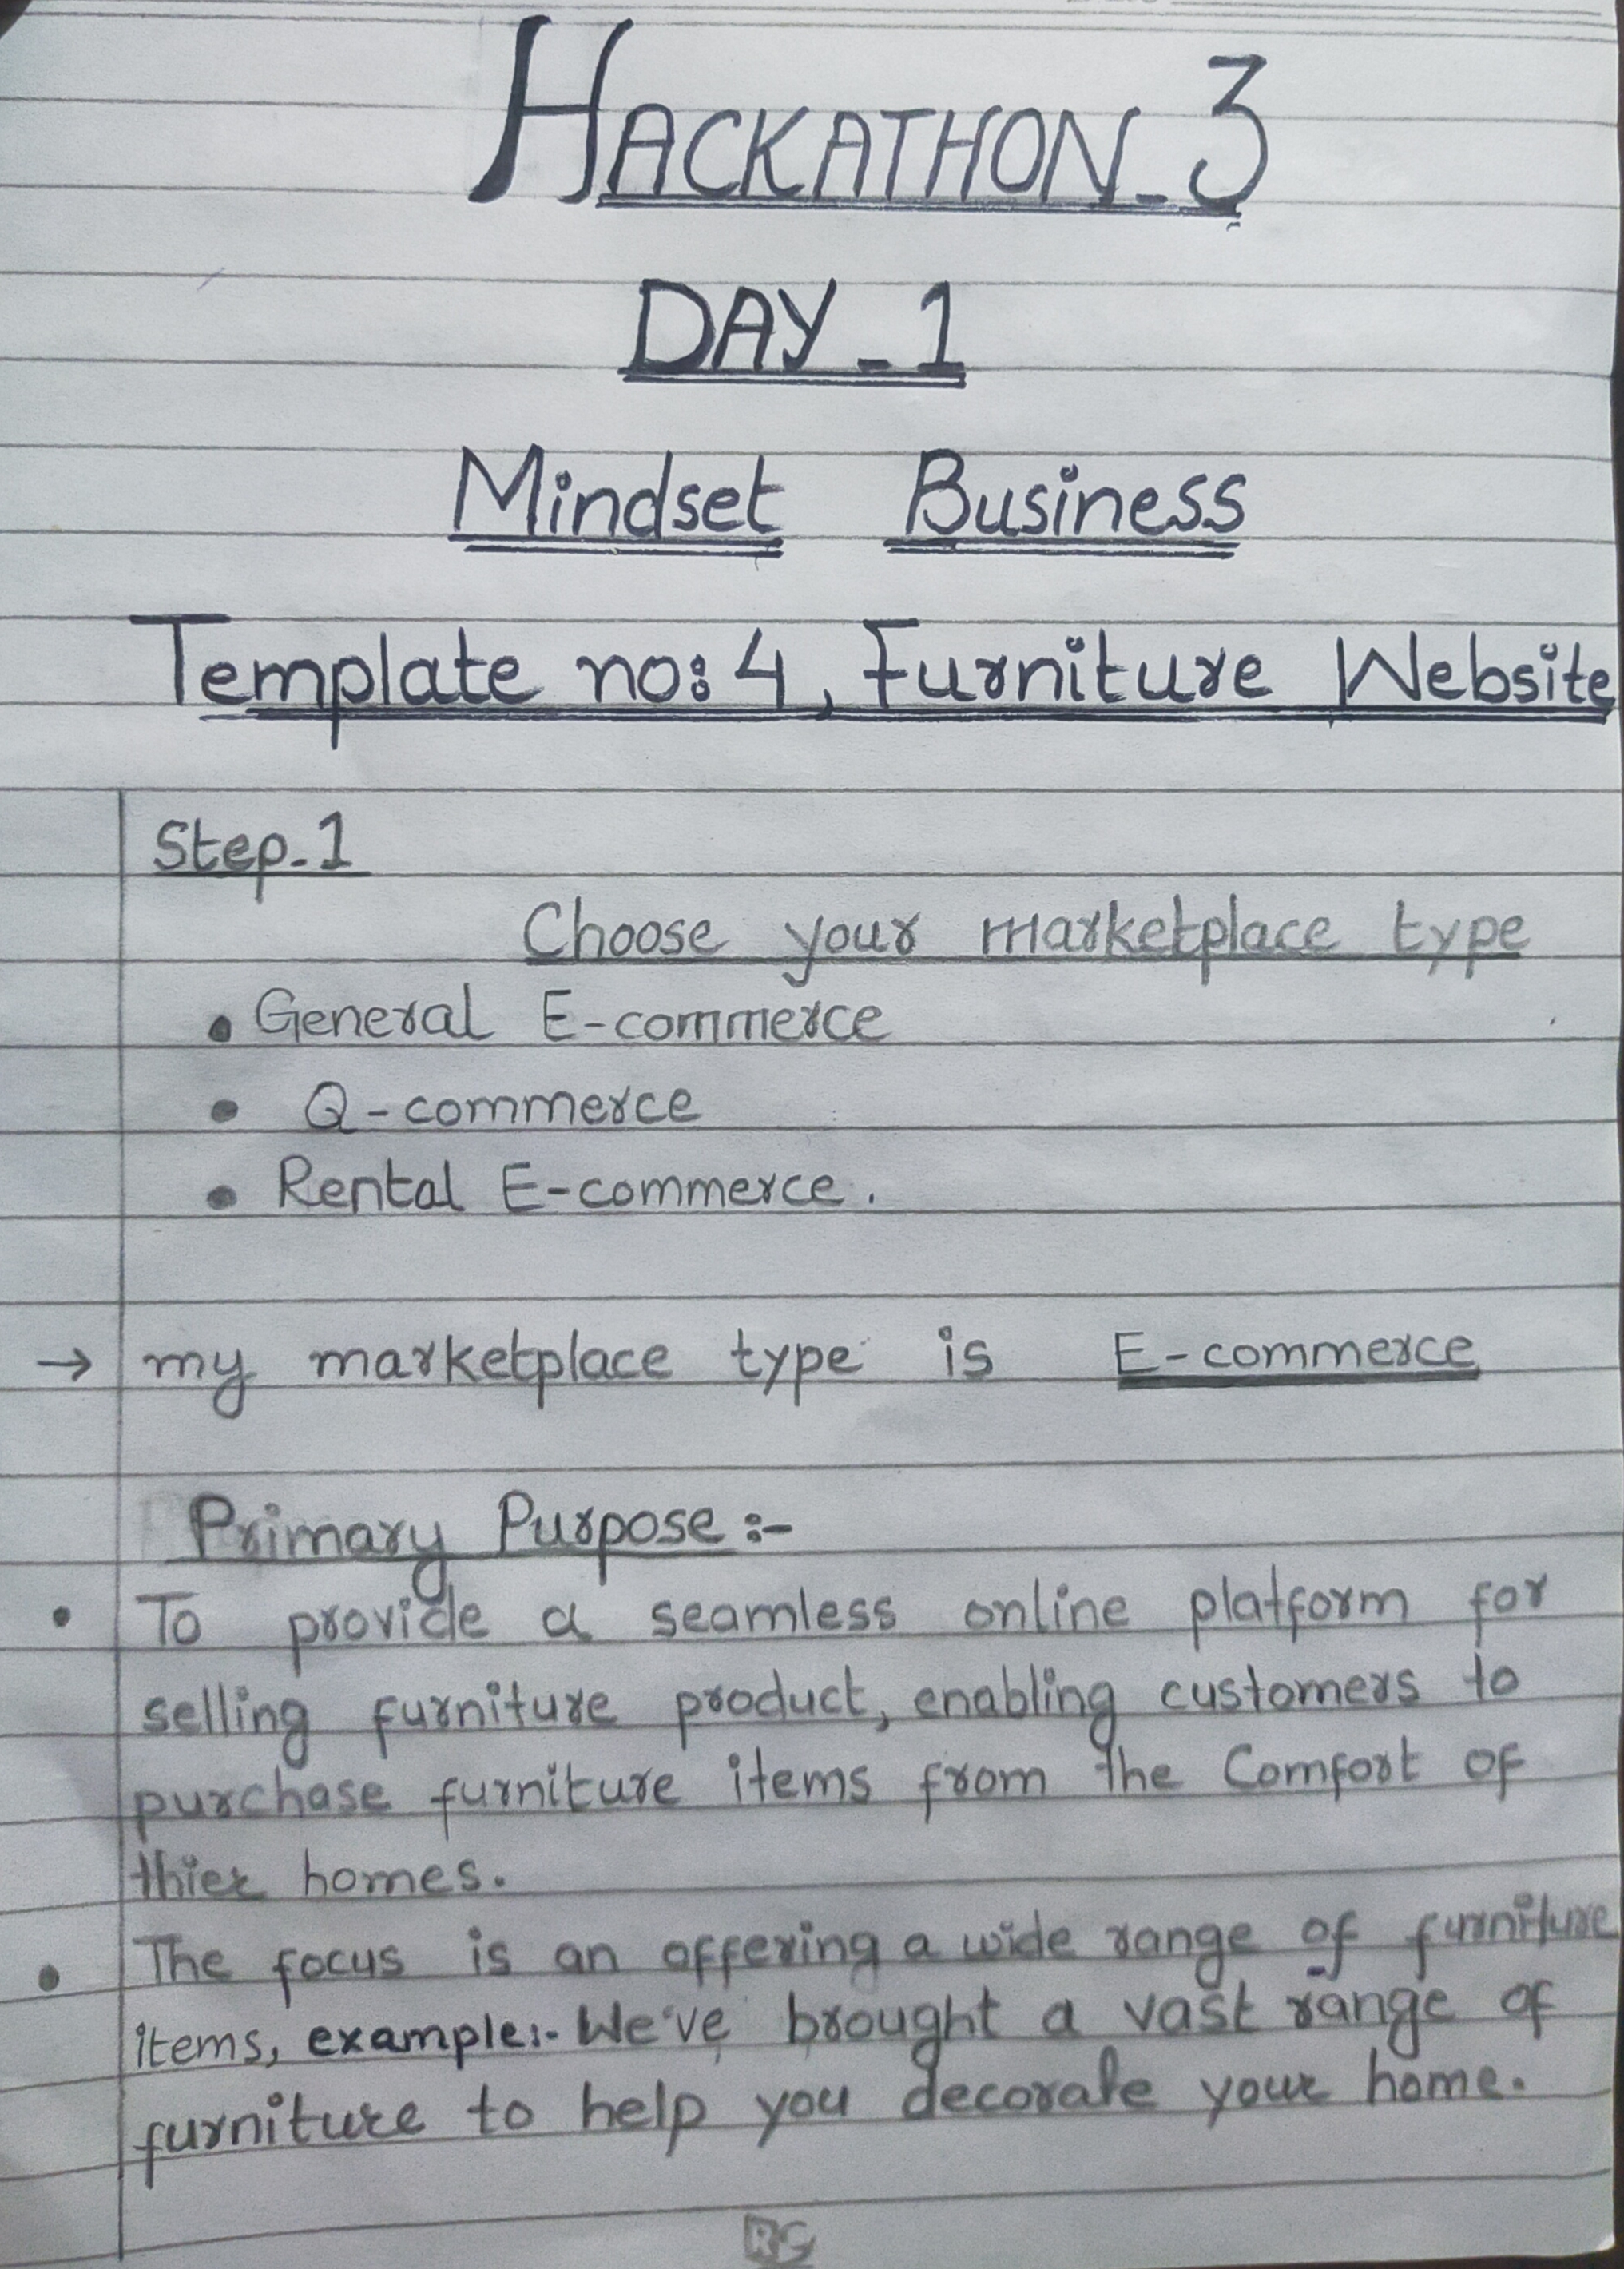 HACKATHON_3
DAY_1
Mindset Business
Template no:4, Furniture Website
Step_1
Choose your marketplace type
• General E-commerce
• Q-commerce
• Rental E-commerce.
→ my marketplace type is E-commerce
Primary Purpose :-
• To provide a seamless online platform for
selling furniture product, enabling customers to
purchase furniture items from the Comfort of
thier homes.
• The focus is an offering a wide range of furniture
items, example:- We've brought a vast range of
furniture to help you decorate your home.
RC